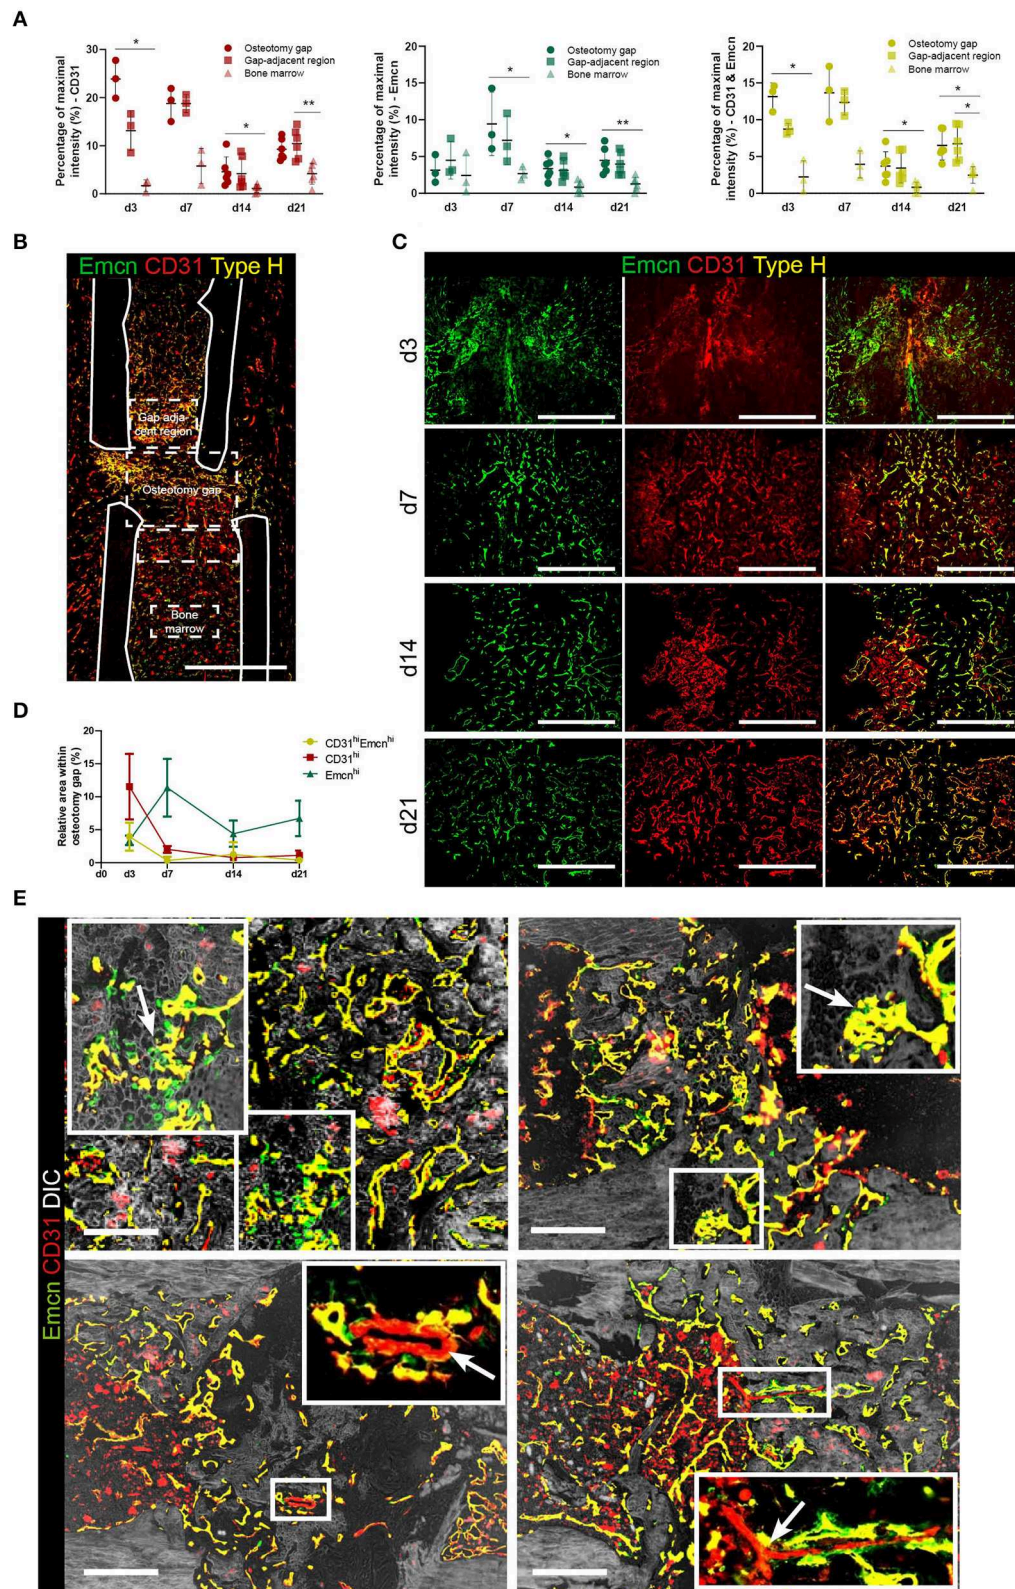 A
Percentage of maximal
intensity (%) - CD31
30
20
10
0
*
*
**
d3
d7
d14
d21
Osteotomy gap
Gap-adjacent region
Bone marrow
Percentage of maximal
intensity (%) - Emcn
20
15
10
5
0
*
*
**
d3
d7
d14
d21
Osteotomy gap
Gap-adjacent region
Bone marrow
Percentage of maximal
intensity (%) - CD31 & Emcn
20
15
10
5
0
*
*
*
*
d3
d7
d14
d21
Osteotomy gap
Gap-adjacent region
Bone marrow
B
Emcn CD31 Type H
Gap adja
cent region
Osteotomy gap
Bone
marrow
C
Emcn CD31 Type H
d3
d7
d14
d21
D
Relative area within
osteotomy gap (%)
20
15
10
5
0
d0
d3
d7
d14
d21
CD31hiEmcnhi
CD31hi
Emcnhi
E
Emcn CD31 DIC